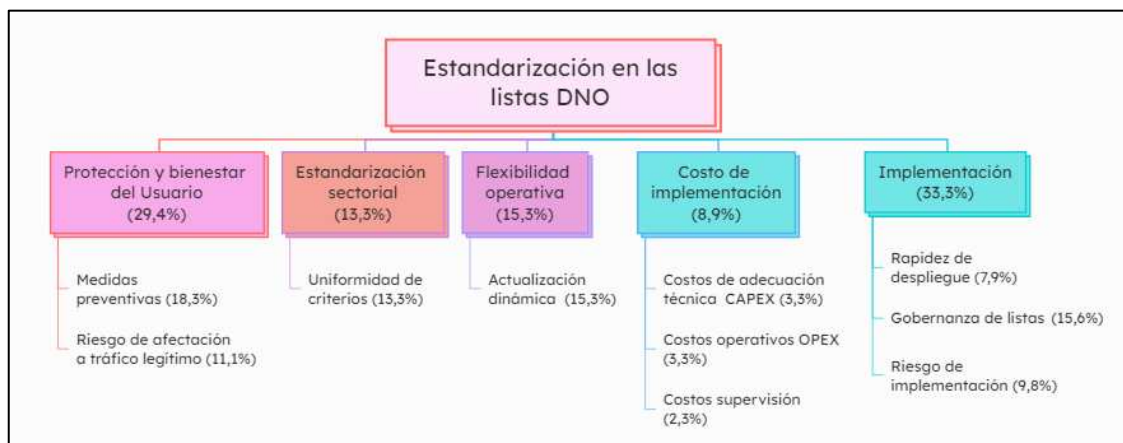 Estandarización en las
listas DNO
Protección y bienestar
del Usuario
(29,4%)
Medidas
preventivas (18,3%)
Riesgo de afectación
a tráfico legítimo (11,1%)
Estandarización
sectorial
(13,3%)
Uniformidad de
criterios (13,3%)
Flexibilidad
operativa
(15,3%)
Actualización
dinámica (15,3%)
Costo de
implementación
(8,9%)
Costos de adecuación
técnica CAPEX (3,3%)
Costos operativos OPEX
(3,3%)
Costos supervisión
(2,3%)
Implementación
(33,3%)
Rapidez de
despliegue (7,9%)
Gobernanza de listas (15,6%)
Riesgo de
implementación (9,8%)